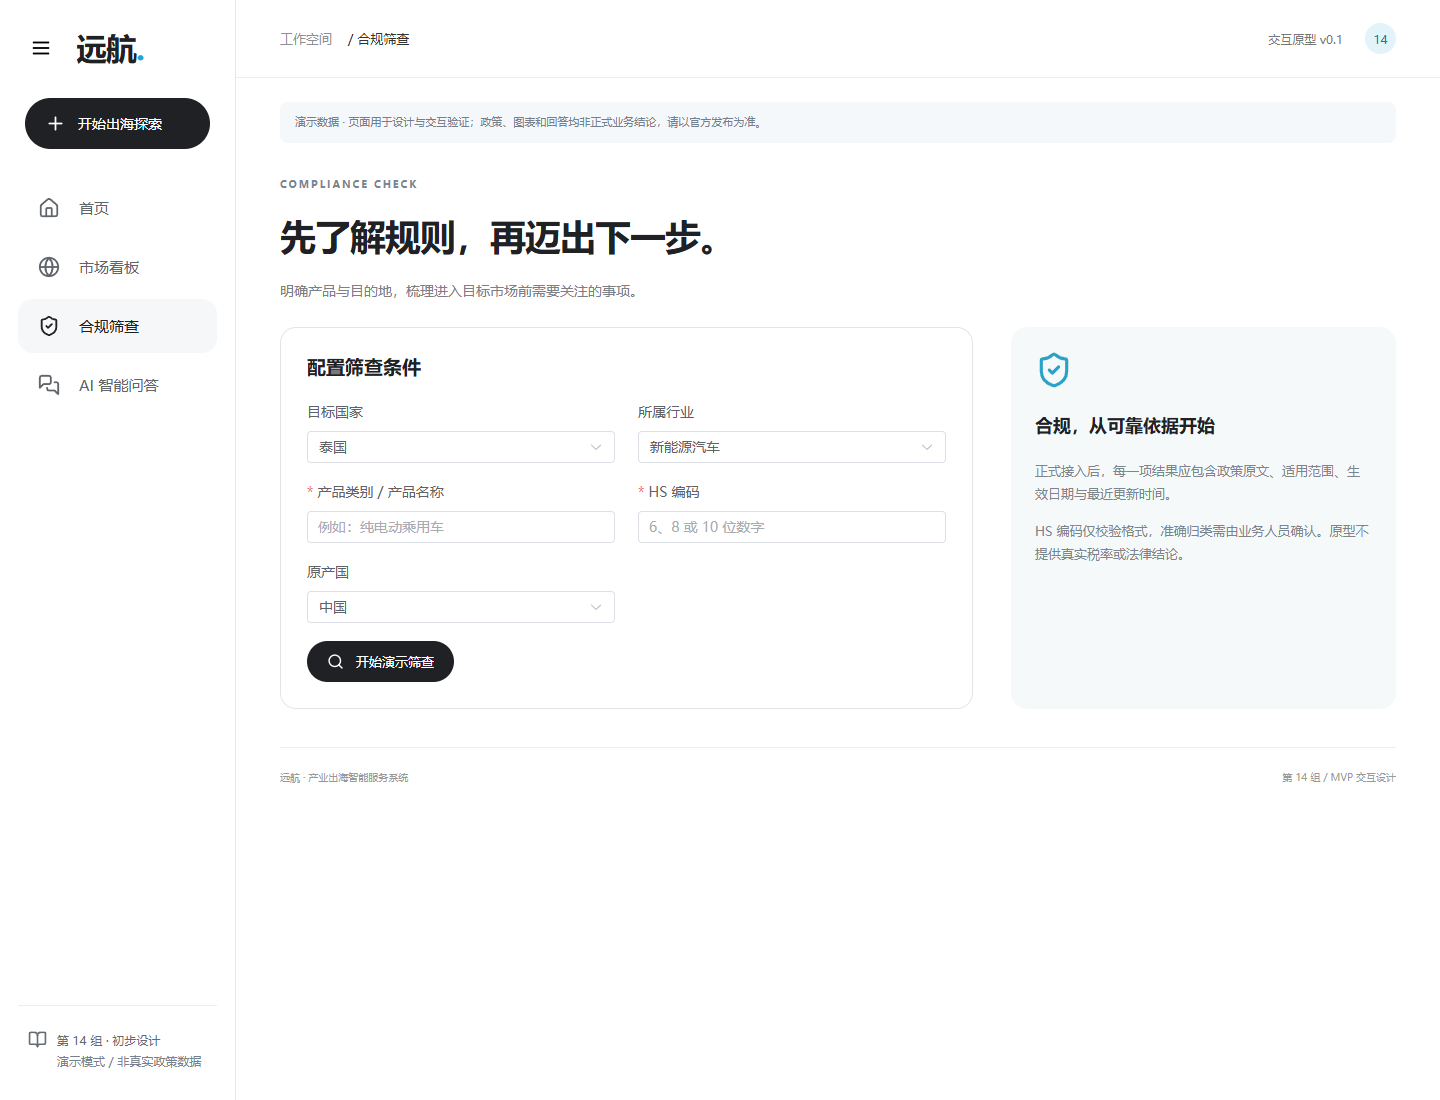 远航.
开始出海探索
首页
市场看板
合规筛查
AI 智能问答
第 14 组 · 初步设计
演示模式 / 非真实政策数据
工作空间 / 合规筛查
交互原型 v0.1
14
演示数据 · 页面用于设计与交互验证；政策、图表和回答均非正式业务结论，请以官方发布为准。
COMPLIANCE CHECK
先了解规则，再迈出下一步。
明确产品与目的地，梳理进入目标市场前需要关注的事项。
配置筛查条件
目标国家
泰国
所属行业
新能源汽车
* 产品类别 / 产品名称
例如：纯电动乘用车
* HS 编码
6、8 或 10 位数字
原产国
中国
开始演示筛查
合规，从可靠依据开始
正式接入后，每一项结果应包含政策原文、适用范围、生
效日期与最近更新时间。
HS 编码仅校验格式，准确归类需由业务人员确认。原型不
提供真实税率或法律结论。
远航 · 产业出海智能服务系统
第 14 组 / MVP 交互设计